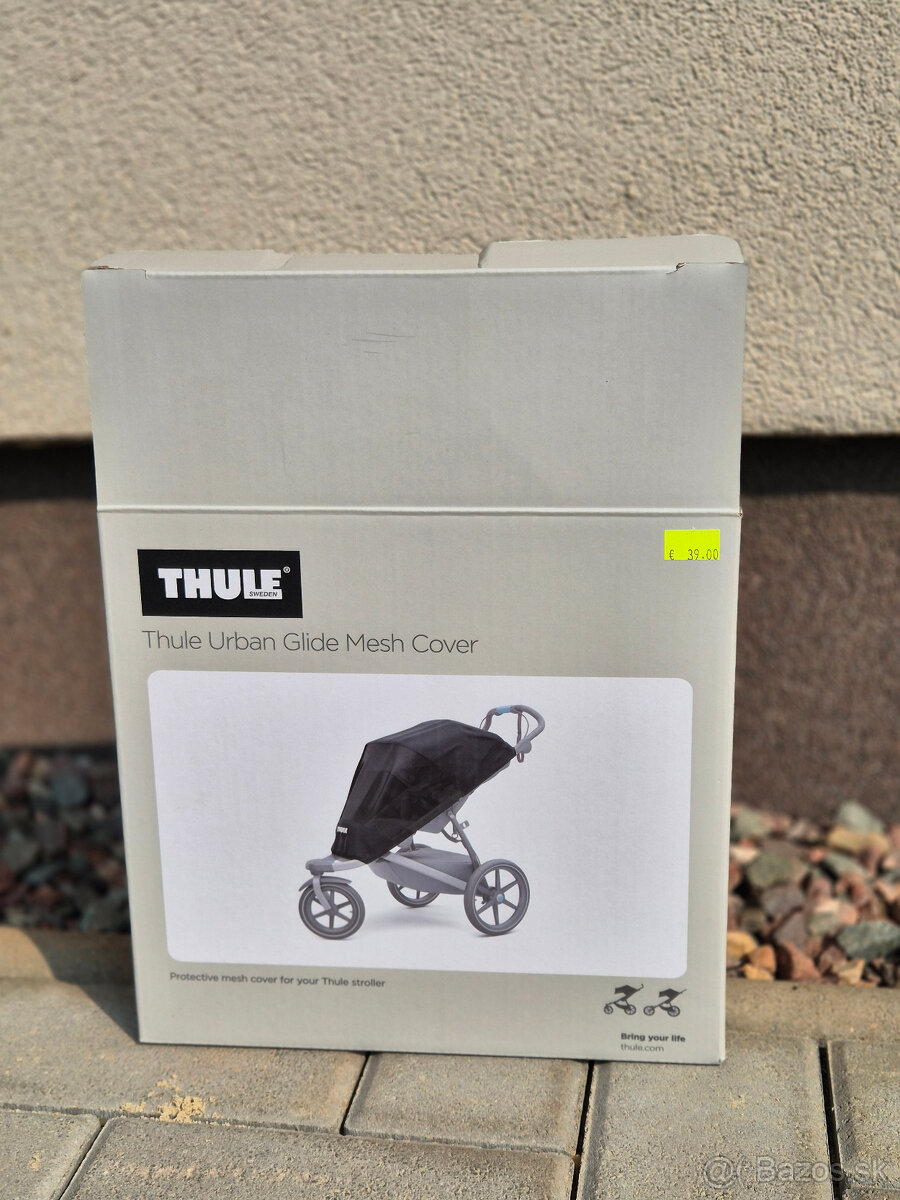 € 39.00
THULE®
SWEDEN
Thule Urban Glide Mesh Cover
THULE
Protective mesh cover for your Thule stroller
Bring your life
thule.com
@ Bazos.sk